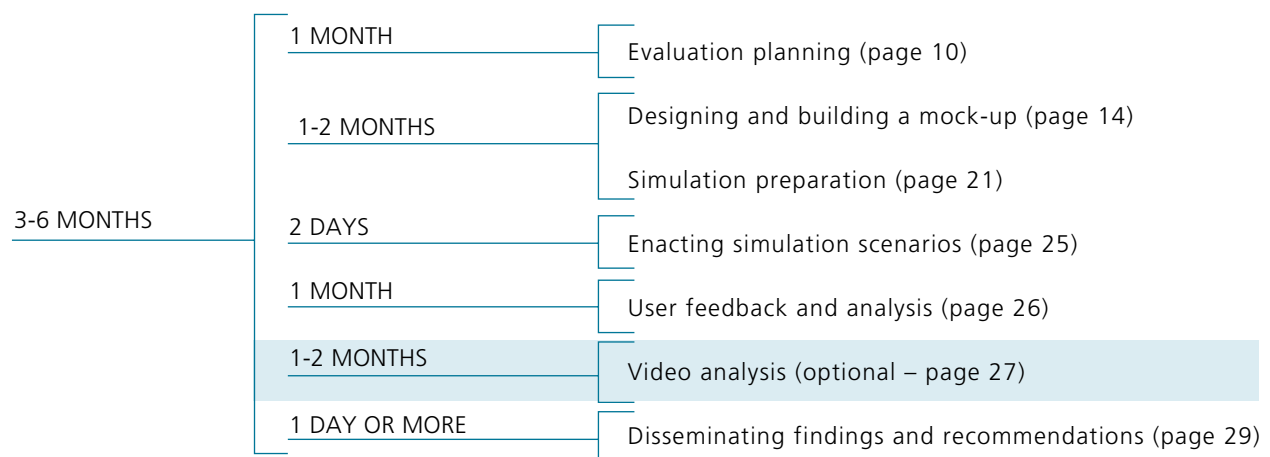 1 MONTH
Evaluation planning (page 10)
1-2 MONTHS
Designing and building a mock-up (page 14)
Simulation preparation (page 21)
3-6 MONTHS
2 DAYS
Enacting simulation scenarios (page 25)
1 MONTH
User feedback and analysis (page 26)
1-2 MONTHS
Video analysis (optional – page 27)
1 DAY OR MORE
Disseminating findings and recommendations (page 29)